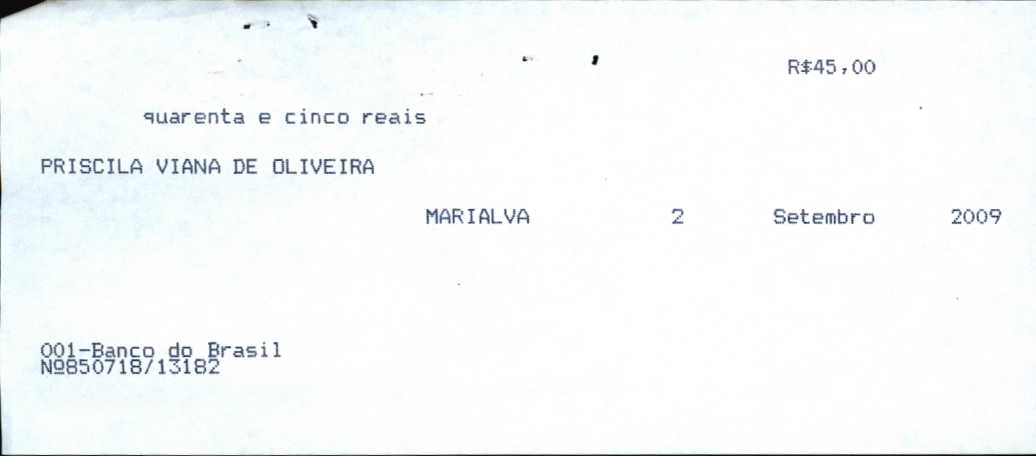 R$45,00
quarenta e cinco reais
PRISCILA VIANA DE OLIVEIRA
MARIALVA 2 Setembro 2009
001-Banco do Brasil
Nº850718/13182